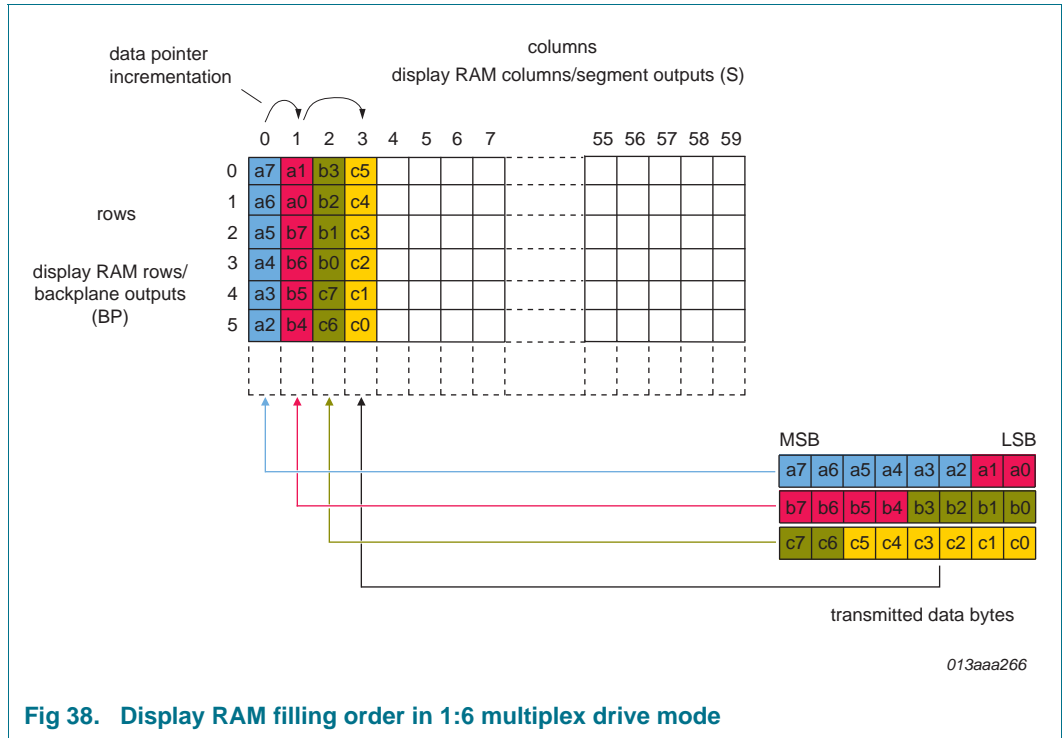 columns
display RAM columns/segment outputs (S)
data pointer
incrementation
0 1 2 3 4 5 6 7 55 56 57 58 59
0 a7 a1 b3 c5
1 a6 a0 b2 c4
2 a5 b7 b1 c3
3 a4 b6 b0 c2
4 a3 b5 c7 c1
5 a2 b4 c6 c0
rows
display RAM rows/
backplane outputs
(BP)
MSB LSB
a7 a6 a5 a4 a3 a2 a1 a0
b7 b6 b5 b4 b3 b2 b1 b0
c7 c6 c5 c4 c3 c2 c1 c0
transmitted data bytes
013aaa266
Fig 38. Display RAM filling order in 1:6 multiplex drive mode